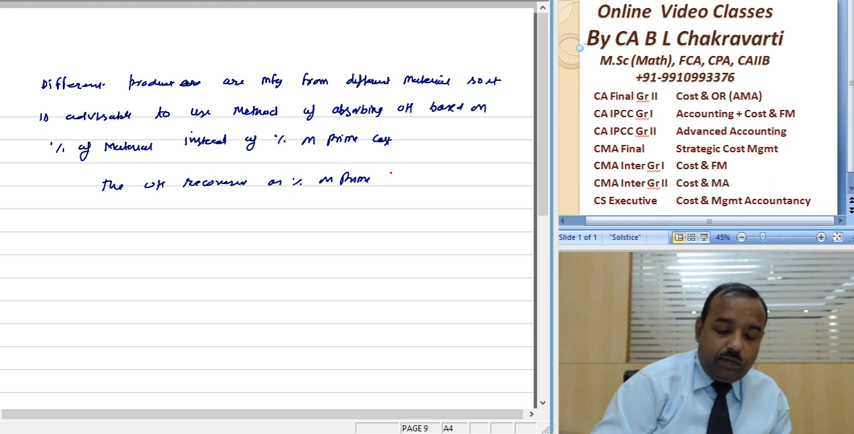 Different Product are mfg from different Material so it
is advisable to use Method of absorbing OH based on
% of Material instead of % on Prime Cost
The OH recovered as % on Prime
Online Video Classes
By CA B L Chakravarti
M.Sc(Math), FCA, CPA, CAIIB
+91-9910993376
CA Final Gr II Cost & OR (AMA)
CA IPCC Gr I Accounting + Cost & FM
CA IPCC Gr II Advanced Accounting
CMA Final Strategic Cost Mgmt
CMA Inter Gr I Cost & FM
CMA Inter Gr II Cost & MA
CS Executive Cost & Mgmt Accountancy
Slide 1 of 1 "Solstice" 45%
PAGE 9 A4